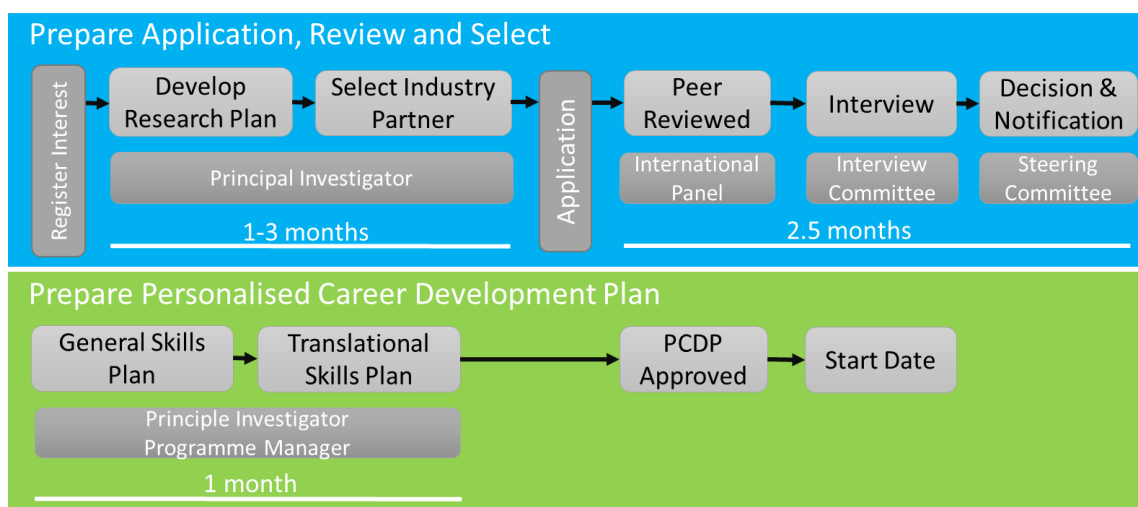 Prepare Application, Review and Select
Register Interest
Develop
Research Plan
Select Industry
Partner
Principal Investigator
1-3 months
Application
Peer
Reviewed
Interview
Decision &
Notification
International
Panel
Interview
Committee
Steering
Committee
2.5 months
Prepare Personalised Career Development Plan
General Skills
Plan
Translational
Skills Plan
PCDP
Approved
Start Date
Principle Investigator
Programme Manager
1 month